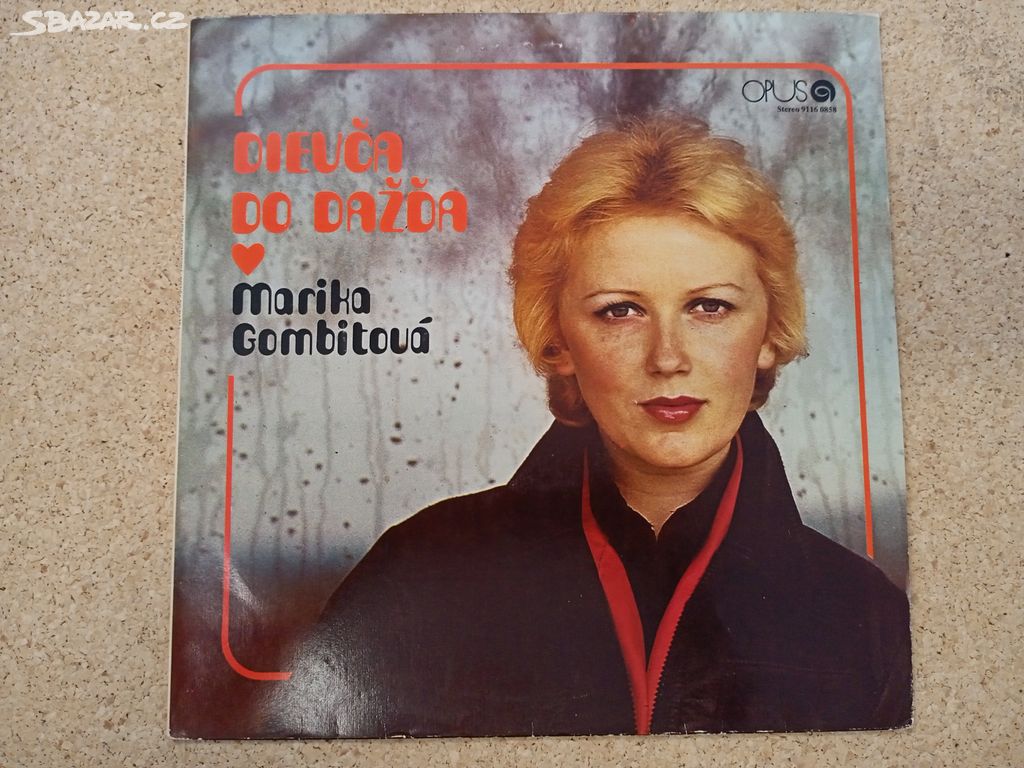 SBAZAR.CZ
OPUS
Stereo 9116 0858
DIEVČA
DO DAŽĎA
Marika
Gombitová